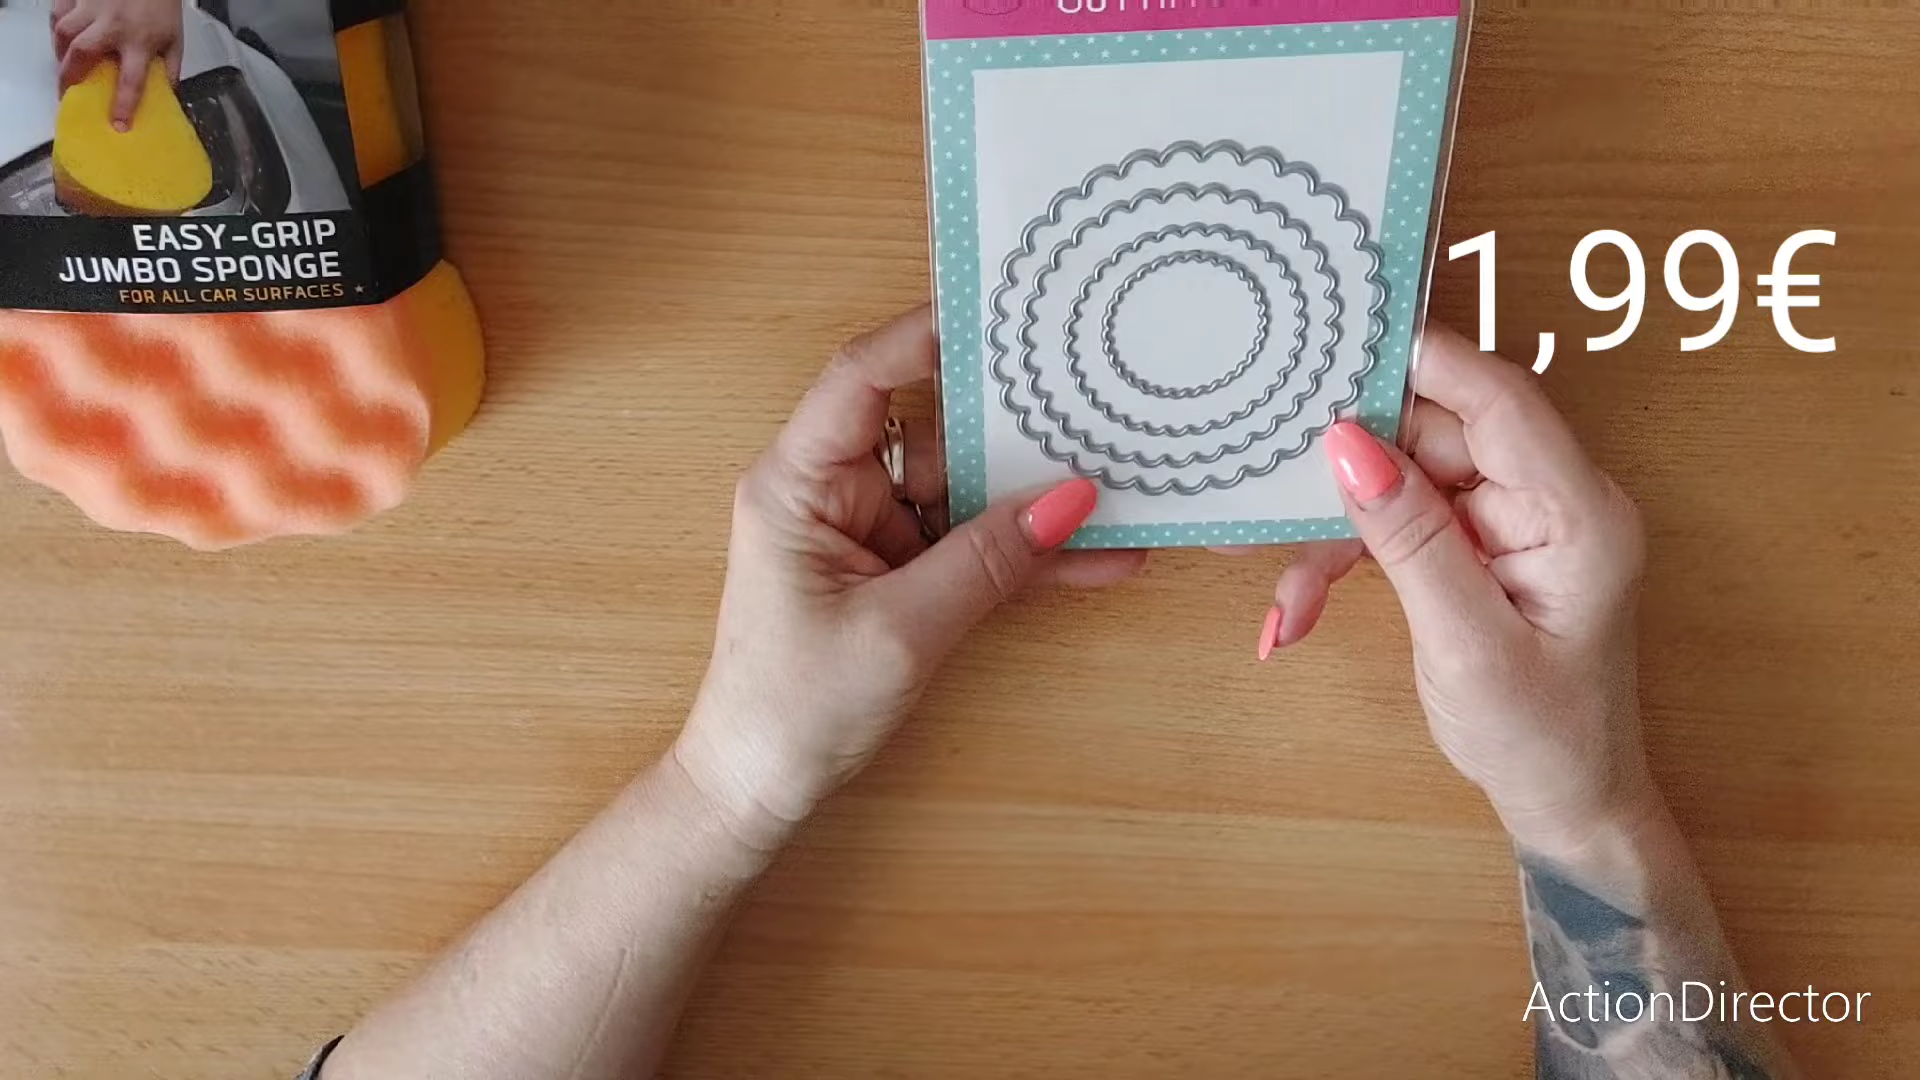 EASY-GRIP
JUMBO SPONGE
FOR ALL CAR SURFACES
1,99€
ActionDirector